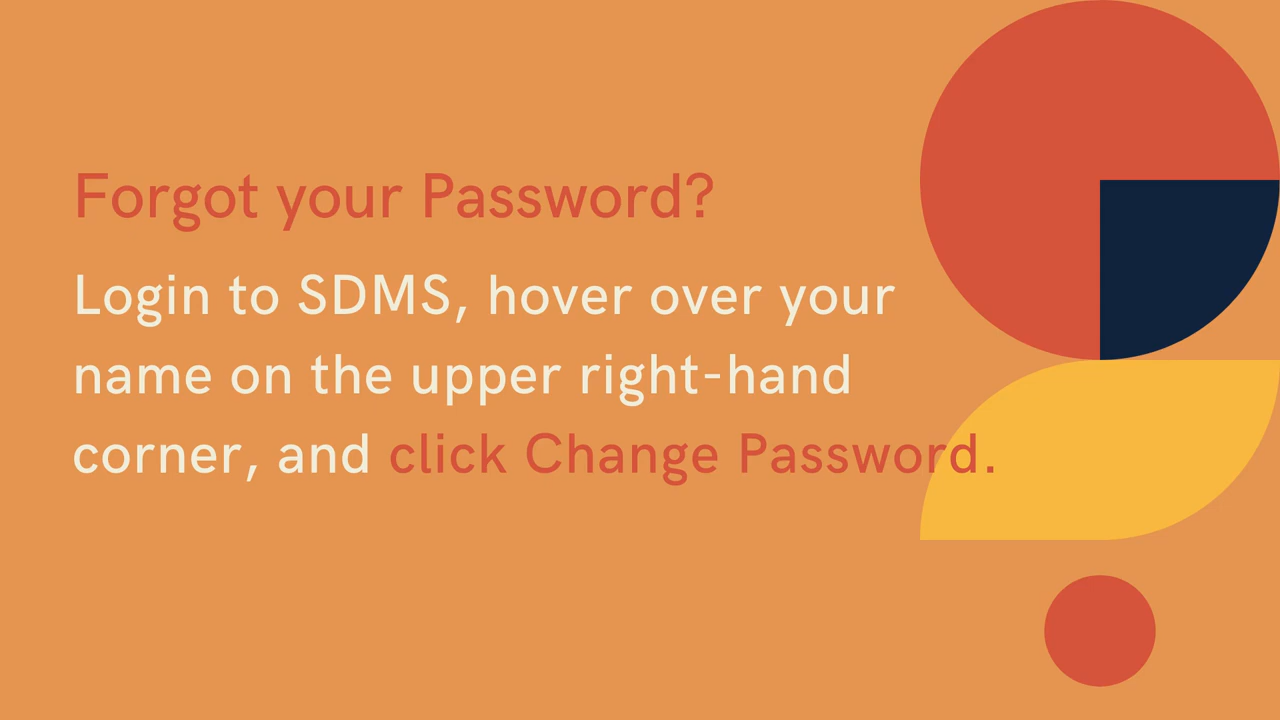 Forgot your Password?
Login to SDMS, hover over your
name on the upper right-hand
corner, and click Change Password.